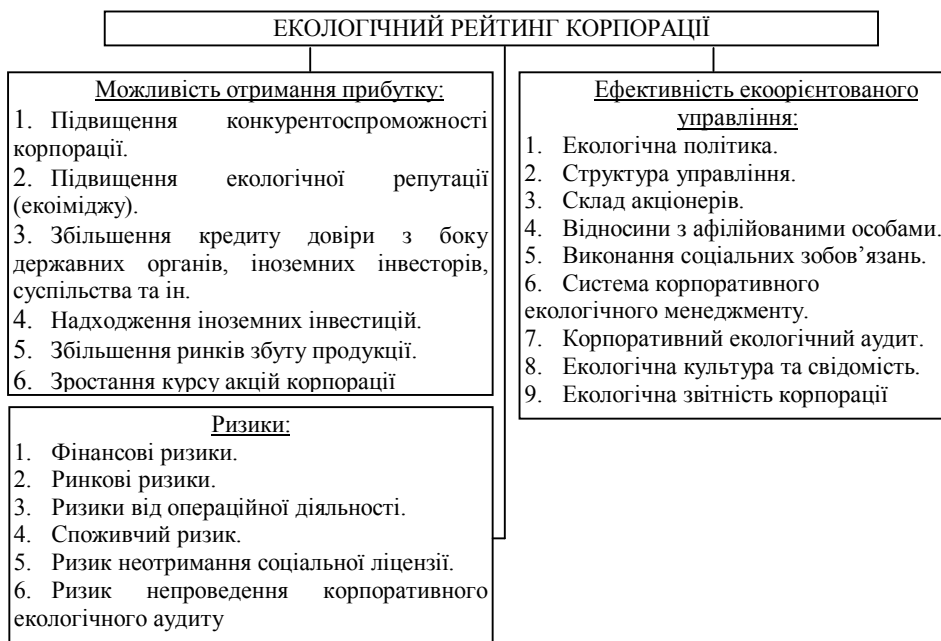 ЕКОЛОГІЧНИЙ РЕЙТИНГ КОРПОРАЦІЇ
Можливість отримання прибутку:
1. Підвищення конкурентоспроможності
корпорації.
2. Підвищення екологічної репутації
(екоіміджу).
3. Збільшення кредиту довіри з боку
державних органів, іноземних інвесторів,
суспільства та ін.
4. Надходження іноземних інвестицій.
5. Збільшення ринків збуту продукції.
6. Зростання курсу акцій корпорації
Ефективність екоорієнтованого
управління:
1. Екологічна політика.
2. Структура управління.
3. Склад акціонерів.
4. Відносини з афілійованими особами.
5. Виконання соціальних зобов’язань.
6. Система корпоративного
екологічного менеджменту.
7. Корпоративний екологічний аудит.
8. Екологічна культура та свідомість.
9. Екологічна звітність корпорації
Ризики:
1. Фінансові ризики.
2. Ринкові ризики.
3. Ризики від операційної діяльності.
4. Споживчий ризик.
5. Ризик неотримання соціальної ліцензії.
6. Ризик непроведення корпоративного
екологічного аудиту